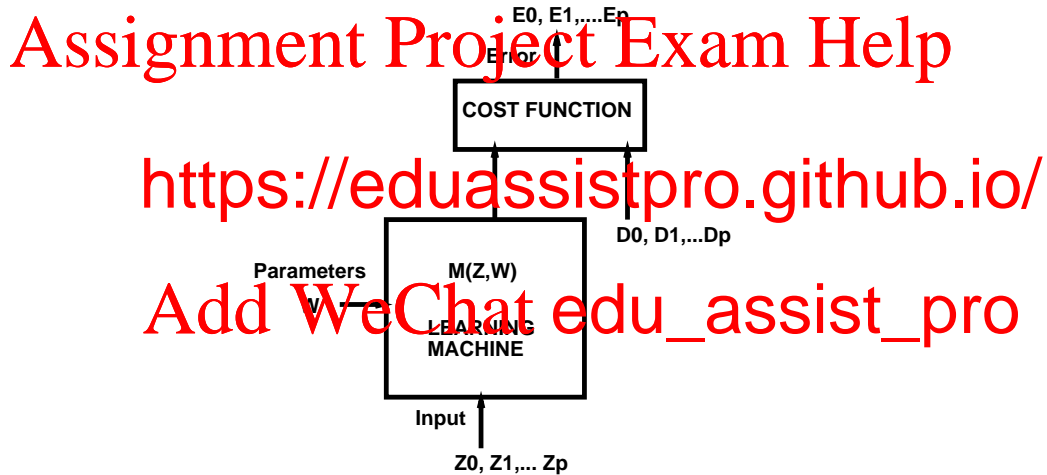 E0, E1,....Ep
Assignment Project Exam Help
Error
COST FUNCTION
https://eduassistpro.github.io/
D0, D1,...Dp
Parameters
M(Z,W)
Add WeChat edu_assist_pro
W
LEARNING
MACHINE
Input
Z0, Z1,... Zp